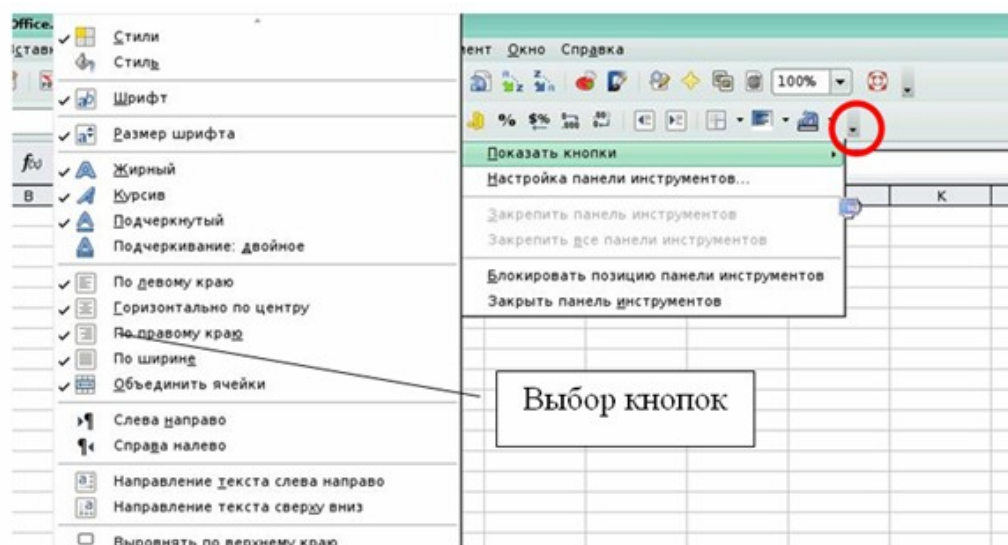 Office.
Стили
Стиль
Шрифт
Размер шрифта
Жирный
Курсив
Подчеркнутый
Подчеркивание: двойное
По левому краю
Горизонтально по центру
По правому краю
По ширине
Объединить ячейки
Слева направо
Справа налево
Направление текста слева направо
Направление текста сверху вниз
Выровнять по верхнему краю
Окно Справка
100%
Показать кнопки
Настройка панели инструментов...
Закрепить панель инструментов
Закрепить все панели инструментов
Блокировать позицию панели инструментов
Закрыть панель инструментов
B
K
Выбор кнопок